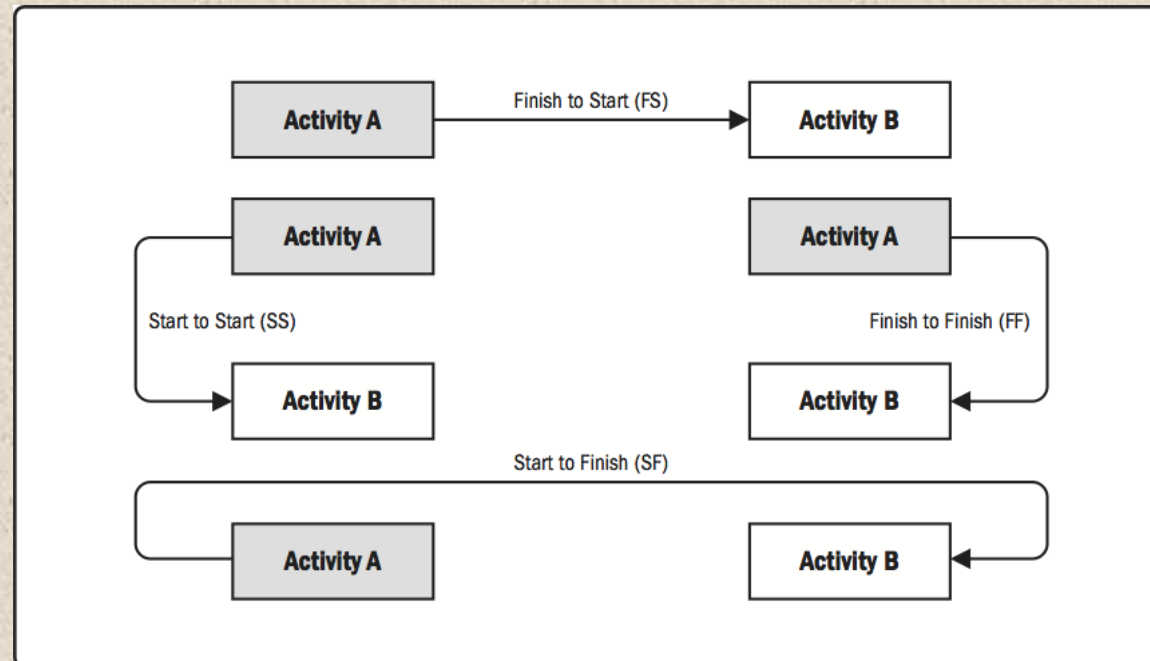 Activity A
Finish to Start (FS)
Activity B
Activity A
Activity A
Start to Start (SS)
Finish to Finish (FF)
Activity B
Activity B
Start to Finish (SF)
Activity A
Activity B